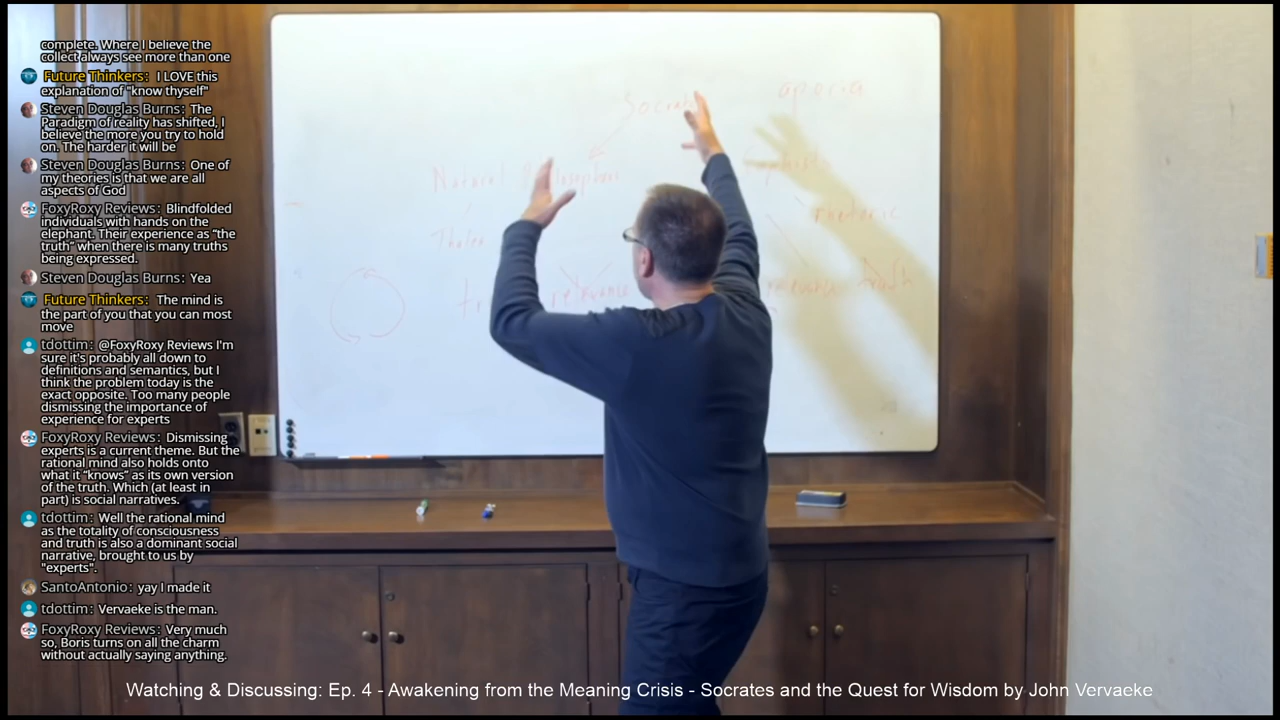 complete. Where I believe the
collect always see more than one
Future Thinkers: I LOVE this
explanation of "know thyself"
Steven Douglas Burns: The
Paradigm of reality has shifted, I
believe the more you try to hold
on. The harder it will be
Steven Douglas Burns: One of
my theories is that we are all
aspects of God
FoxyRoxy Reviews: Blindfolded
individuals with hands on the
elephant. Their experience as “the
truth” when there is many truths
being expressed.
Steven Douglas Burns: Yea
Future Thinkers: The mind is
the part of you that you can most
move
tdottim: @FoxyRoxy Reviews I'm
sure it's probably all down to
definitions and semantics, but I
think the problem today is the
exact opposite. Too many people
dismissing the importance of
experience for experts
FoxyRoxy Reviews: Dismissing
experts is a current theme. But the
rational mind also holds onto
what it “knows” as its own version
of the truth. Which (at least in
part) is social narratives.
tdottim: Well the rational mind
as the totality of consciousness
and truth is also a dominant social
narrative, brought to us by
"experts".
SantoAntonio: yay I made it
tdottim: Vervaeke is the man.
FoxyRoxy Reviews: Very much
so, Boris turns on all the charm
without actually saying anything.
aporia
Natural
rhetoric
relevance
relevance truth
Watching & Discussing: Ep. 4 - Awakening from the Meaning Crisis - Socrates and the Quest for Wisdom by John Vervaeke